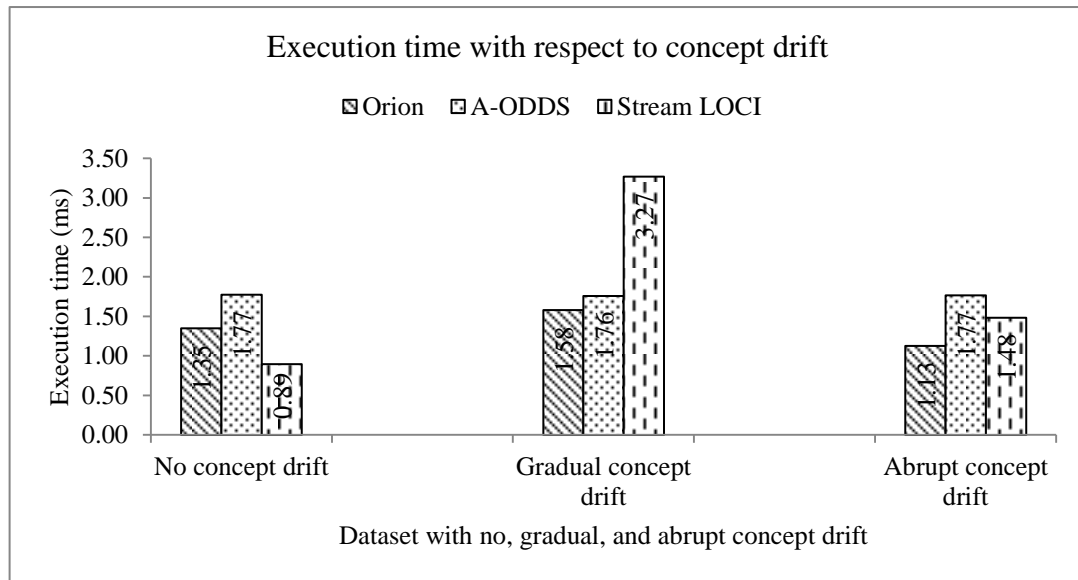 Execution time with respect to concept drift
Orion A-ODDS Stream LOCI
Execution time (ms)
3.50
3.00
2.50
2.00
1.50
1.00
0.50
0.00
1.35
1.77
0.89
1.58
1.76
3.27
1.13
1.77
1.48
No concept drift
Gradual concept
drift
Abrupt concept
drift
Dataset with no, gradual, and abrupt concept drift